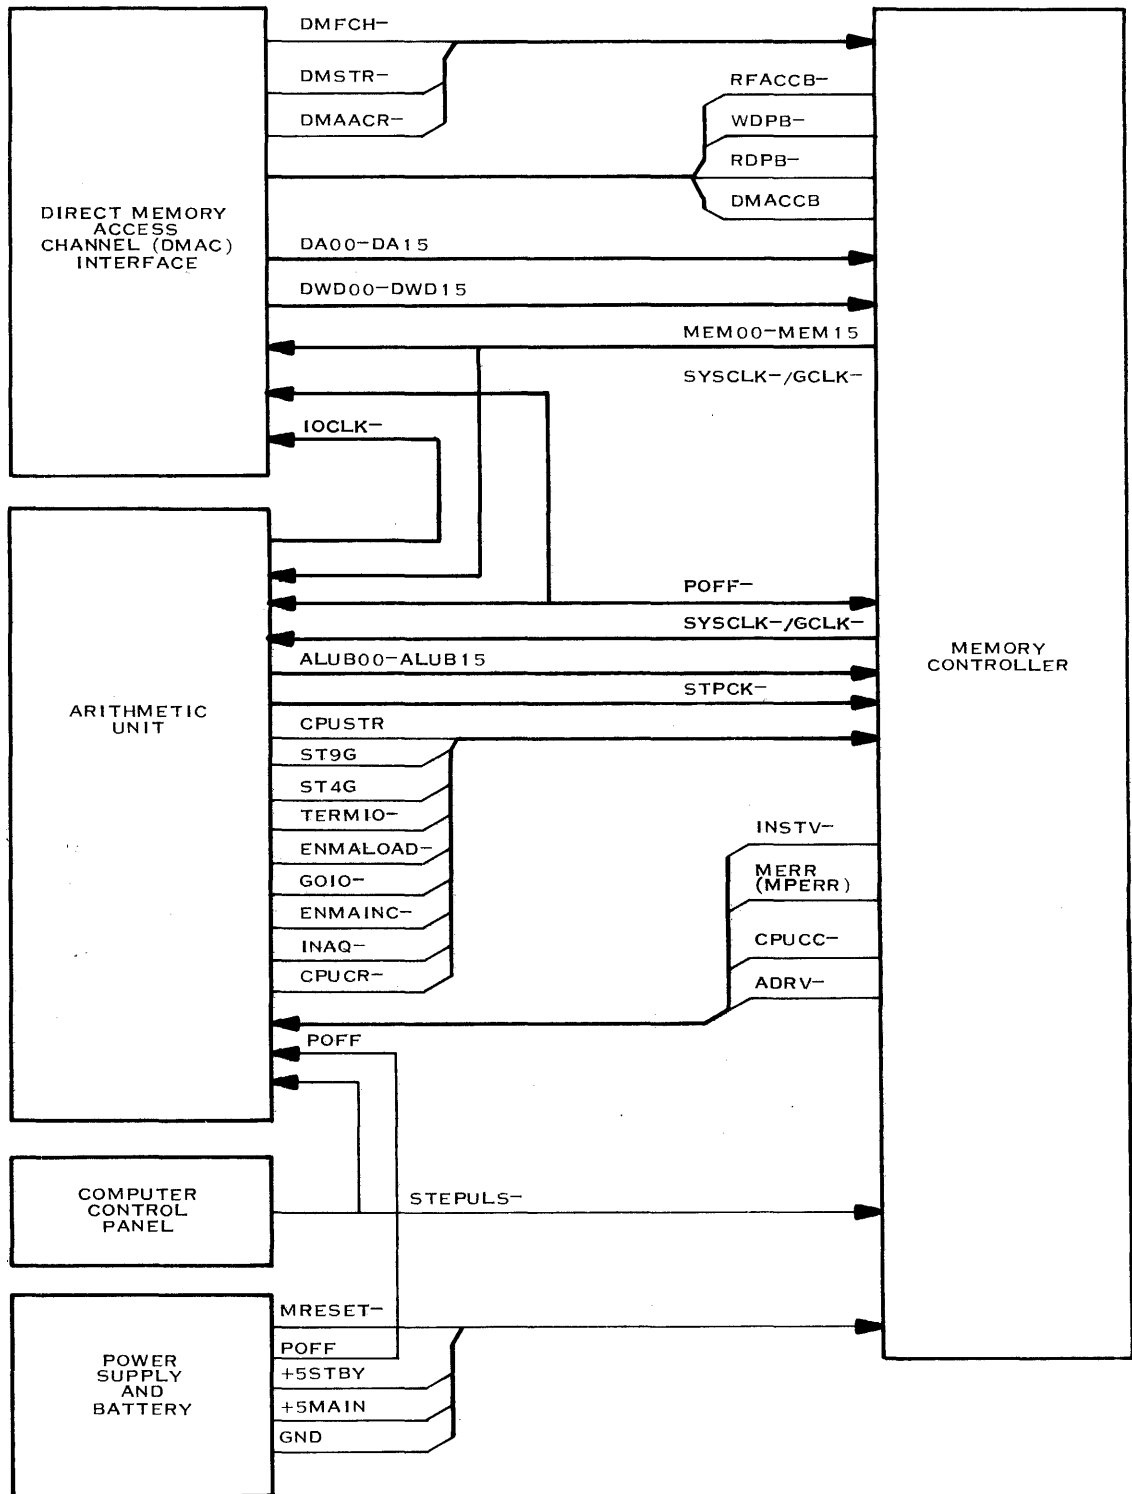 DMFCH-
DMSTR-
DMAACR-
RFACCB-
WDPB-
RDPB-
DMACCB
DIRECT MEMORY
ACCESS
CHANNEL (DMAC)
INTERFACE
DA00-DA15
DWD00-DWD15
MEM00-MEM15
SYSCLK-/GCLK-
IOCLK-
POFF-
SYSCLK-/GCLK-
ALUB00-ALUB15
STPCK-
ARITHMETIC
UNIT
MEMORY
CONTROLLER
CPUSTR
ST9G
ST4G
TERMIO-
ENMALOAD-
GOIO-
ENMAINC-
INAQ-
CPUCR-
INSTV-
MERR
(MPERR)
CPUCC-
ADRV-
POFF
COMPUTER
CONTROL
PANEL
STEPULS-
MRESET-
POFF
+5STBY
+5MAIN
GND
POWER
SUPPLY
AND
BATTERY